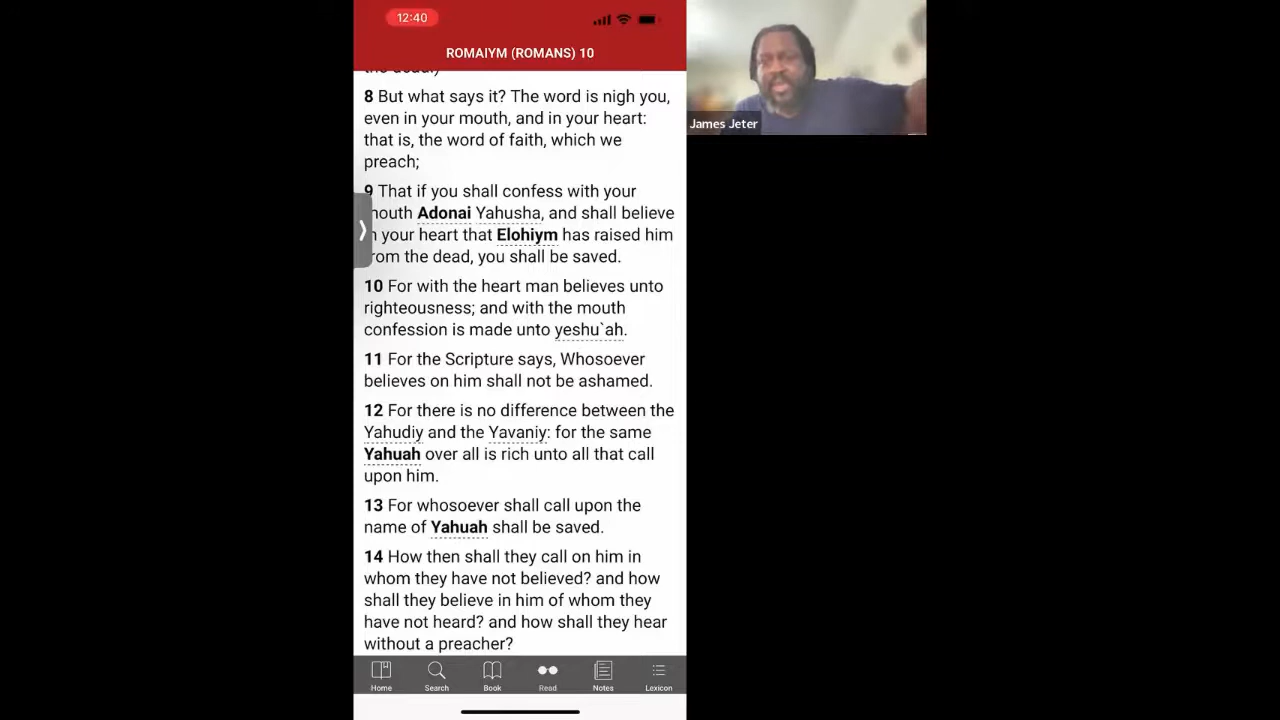 12:40
ROMAIYM (ROMANS) 10
the dead.)
8 But what says it? The word is nigh you,
even in your mouth, and in your heart:
that is, the word of faith, which we
preach;
9 That if you shall confess with your
mouth Adonai Yahusha, and shall believe
in your heart that Elohiym has raised him
from the dead, you shall be saved.
10 For with the heart man believes unto
righteousness; and with the mouth
confession is made unto yeshu`ah.
11 For the Scripture says, Whosoever
believes on him shall not be ashamed.
12 For there is no difference between the
Yahudiy and the Yavaniy: for the same
Yahuah over all is rich unto all that call
upon him.
13 For whosoever shall call upon the
name of Yahuah shall be saved.
14 How then shall they call on him in
whom they have not believed? and how
shall they believe in him of whom they
have not heard? and how shall they hear
without a preacher?
Home Search Book Read Notes Lexicon
James Jeter